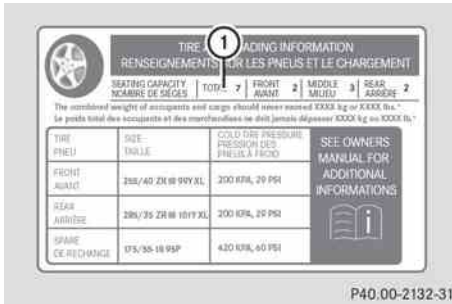 1
TIRE A ADING INFORMATION
RENSEIGNEMENTS R LES PNEUS ET LE CHARGEMENT
SEATING CAPACITY TOTAL 7 FRONT 2 MIDDLE 3 REAR 2
NOMBRE DE SIÈGES AVANT MILIEU ARRIÈRE
The combined weight of occupants and cargo should never exceed XXXX kg or XXXX lbs."
Le poids total des occupants et des marchandises ne doit jamais dépasser XXXX kg ou XXXX lb."
TIRE SIZE COLD TIRE PRESSURE SEE OWNERS
PNEU TAILLE PRESSION DES MANUAL FOR
PNEUS À FROID ADDITIONAL
INFORMATIONS
FRONT
AVANT 255/40 ZR 18 99Y XL 200 KPA, 29 PSI
REAR
ARRIÈRE 285/35 ZR 18 101Y XL 200 KPA, 29 PSI
i
SPARE
DE RECHANGE 175/55-18 95P 420 KPA, 60 PSI
P40.00-2132-31